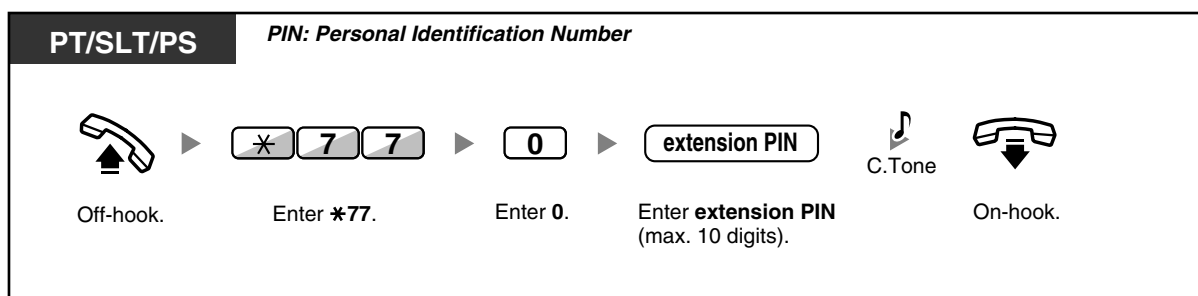 PT/SLT/PS
PIN: Personal Identification Number
* 7 7
0
extension PIN
C.Tone
Off-hook.
Enter *77.
Enter 0.
Enter extension PIN
(max. 10 digits).
On-hook.